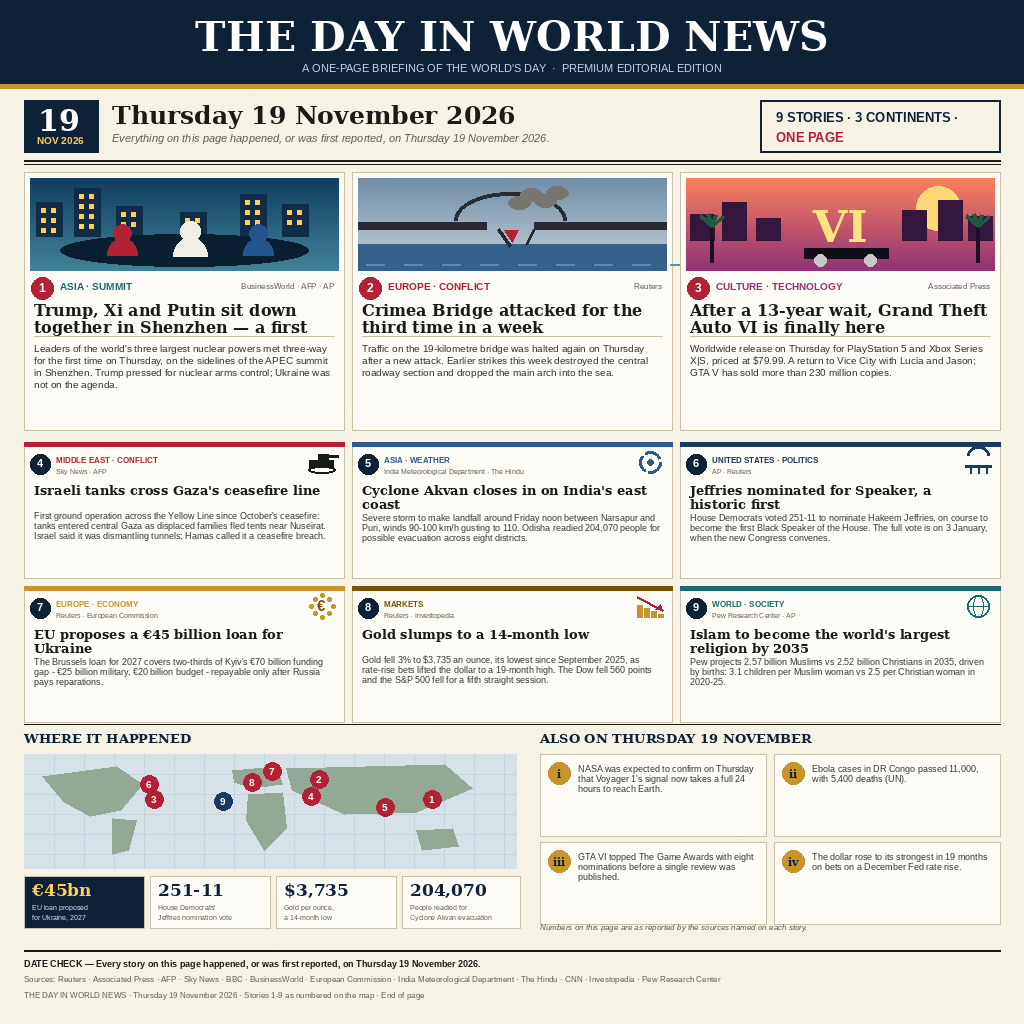 THE DAY IN WORLD NEWS
A ONE-PAGE BRIEFING OF THE WORLD'S DAY · PREMIUM EDITORIAL EDITION
19
NOV 2026
Thursday 19 November 2026
Everything on this page happened, or was first reported, on Thursday 19 November 2026.
9 STORIES · 3 CONTINENTS ·
ONE PAGE
VI
1 ASIA · SUMMIT BusinessWorld · AFP · AP
Trump, Xi and Putin sit down
together in Shenzhen — a first
Leaders of the world's three largest nuclear powers met three-way
for the first time on Thursday, on the sidelines of the APEC summit
in Shenzhen. Trump pressed for nuclear arms control; Ukraine was
not on the agenda.
2 EUROPE · CONFLICT Reuters
Crimea Bridge attacked for the
third time in a week
Traffic on the 19-kilometre bridge was halted again on Thursday
after a new attack. Earlier strikes this week destroyed the central
roadway section and dropped the main arch into the sea.
3 CULTURE · TECHNOLOGY Associated Press
After a 13-year wait, Grand Theft
Auto VI is finally here
Worldwide release on Thursday for PlayStation 5 and Xbox Series
X|S, priced at $79.99. A return to Vice City with Lucia and Jason;
GTA V has sold more than 230 million copies.
4 MIDDLE EAST · CONFLICT
Sky News · AFP
Israeli tanks cross Gaza's ceasefire line
First ground operation across the Yellow Line since October's ceasefire:
tanks entered central Gaza as displaced families fled tents near Nuseirat.
Israel said it was dismantling tunnels; Hamas called it a ceasefire breach.
5 ASIA · WEATHER
India Meteorological Department · The Hindu
Cyclone Akvan closes in on India's east
coast
Severe storm to make landfall around Friday noon between Narsapur and
Puri, winds 90-100 km/h gusting to 110. Odisha readied 204,070 people for
possible evacuation across eight districts.
6 UNITED STATES · POLITICS
AP · Reuters
Jeffries nominated for Speaker, a
historic first
House Democrats voted 251-11 to nominate Hakeem Jeffries, on course to
become the first Black Speaker of the House. The full vote is on 3 January,
when the new Congress convenes.
7 EUROPE · ECONOMY
Reuters · European Commission
€
EU proposes a €45 billion loan for
Ukraine
The Brussels loan for 2027 covers two-thirds of Kyiv's €70 billion funding
gap - €25 billion military, €20 billion budget - repayable only after Russia
pays reparations.
8 MARKETS
Reuters · Investopedia
Gold slumps to a 14-month low
Gold fell 3% to $3,735 an ounce, its lowest since September 2025, as
rate-rise bets lifted the dollar to a 19-month high. The Dow fell 560 points
and the S&P 500 fell for a fifth straight session.
9 WORLD · SOCIETY
Pew Research Center · AP
Islam to become the world's largest
religion by 2035
Pew projects 2.57 billion Muslims vs 2.52 billion Christians in 2035, driven
by births: 3.1 children per Muslim woman vs 2.5 per Christian woman in
2020-25.
WHERE IT HAPPENED
7
6
8
2
3
9
4
5
1
€45bn
EU loan proposed
for Ukraine, 2027
251-11
House Democrats'
Jeffries nomination vote
$3,735
Gold per ounce,
a 14-month low
204,070
People readied for
Cyclone Akvan evacuation
ALSO ON THURSDAY 19 NOVEMBER
i
NASA was expected to confirm on Thursday
that Voyager 1's signal now takes a full 24
hours to reach Earth.
ii
Ebola cases in DR Congo passed 11,000,
with 5,400 deaths (UN).
iii
GTA VI topped The Game Awards with eight
nominations before a single review was
published.
iv
The dollar rose to its strongest in 19 months
on bets on a December Fed rate rise.
Numbers on this page are as reported by the sources named on each story.
DATE CHECK — Every story on this page happened, or was first reported, on Thursday 19 November 2026.
Sources: Reuters · Associated Press · AFP · Sky News · BBC · BusinessWorld · European Commission · India Meteorological Department · The Hindu · CNN · Investopedia · Pew Research Center
THE DAY IN WORLD NEWS · Thursday 19 November 2026 · Stories 1-9 as numbered on the map · End of page